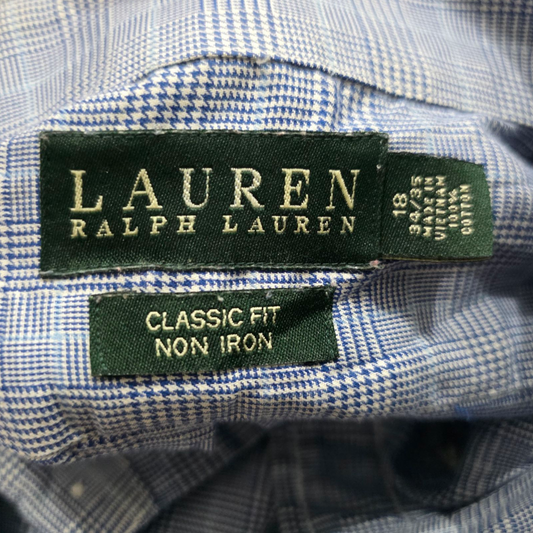 LAUREN
RALPH LAUREN
18
34/35
MADE IN
VIETNAM
100%
COTTON
CLASSIC FIT
NON IRON